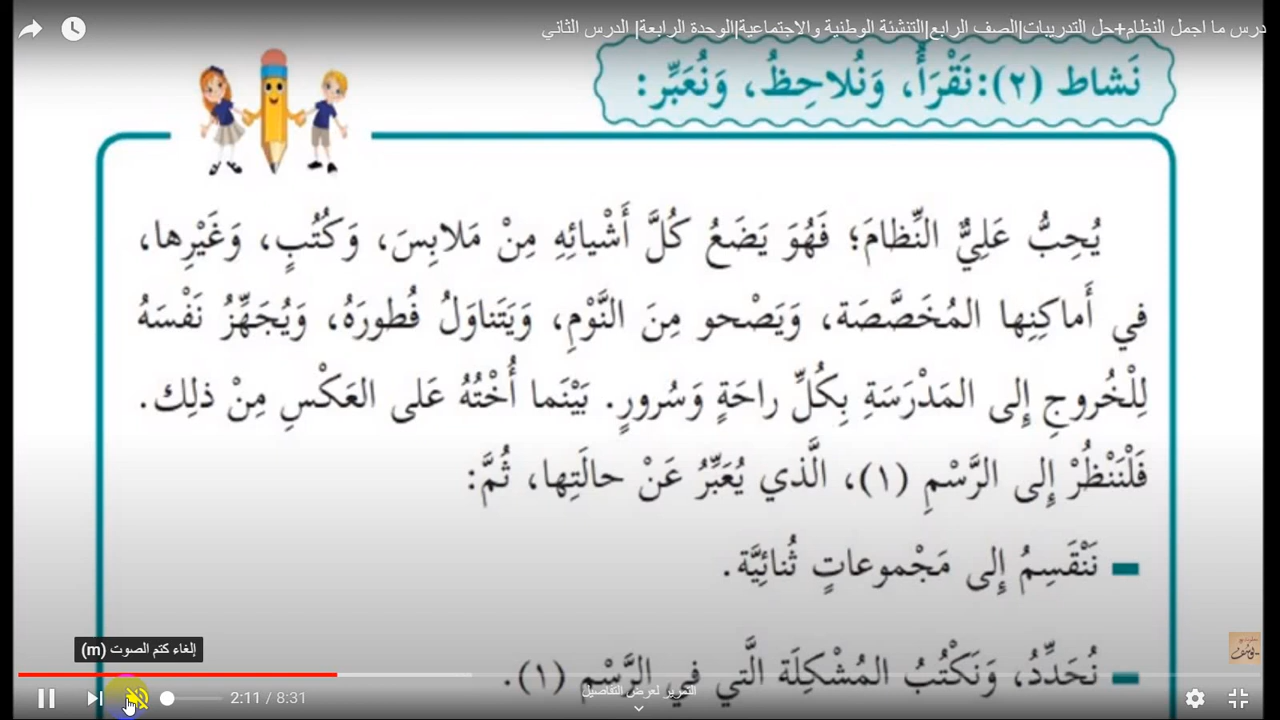 درس ما اجمل النظام+حل التدريبات|الصف الرابع|التنشئة الوطنية والاجتماعية|الوحدة الرابعة| الدرس الثاني
نَشاط (٢): نَقْرَأُ، وَنُلاحِظُ، وَنُعَبِّر:
يُحِبُّ عَلِيٌّ النِّظامَ؛ فَهُوَ يَضَعُ كُلَّ أَشْيائِهِ مِنْ مَلابِسَ، وَكُتُبٍ، وَغَيْرِها،
في أَماكِنِها المُخَصَّصَة، وَيَصْحو مِنَ النَّوْمِ، وَيَتَناوَلُ فُطورَهُ، وَيُجَهِّزُ نَفْسَهُ
لِلْخُروجِ إِلى المَدْرَسَةِ بِكُلِّ راحَةٍ وَسُرورٍ. بَيْنَما أُخْتُهُ عَلى العَكْسِ مِنْ ذلِك.
فَلْنَنْظُرْ إِلى الرَّسْمِ (١)، الَّذي يُعَبِّرُ عَنْ حالَتِها، ثُمَّ:
نَنْقَسِمُ إِلى مَجْموعاتٍ ثُنائِيَّة.
نُحَدِّدُ، وَنَكْتُبُ المُشْكِلَة الَّتي في الرَّسْمِ (١).
إلغاء كتم الصوت (m)
2:11 / 8:31
التمرير لعرض التفاصيل